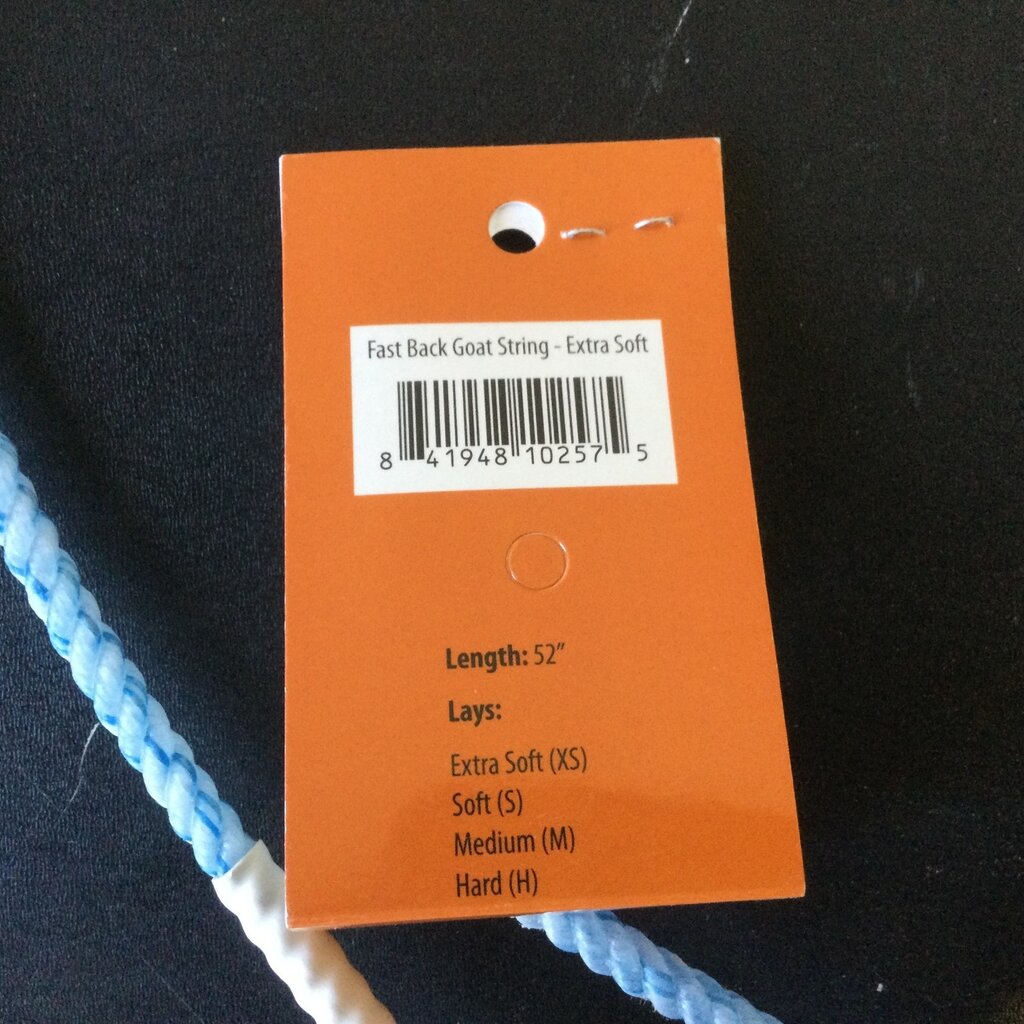 Fast Back Goat String - Extra Soft
8 41948 10257 5
Length: 52”
Lays:
Extra Soft (XS)
Soft (S)
Medium (M)
Hard (H)